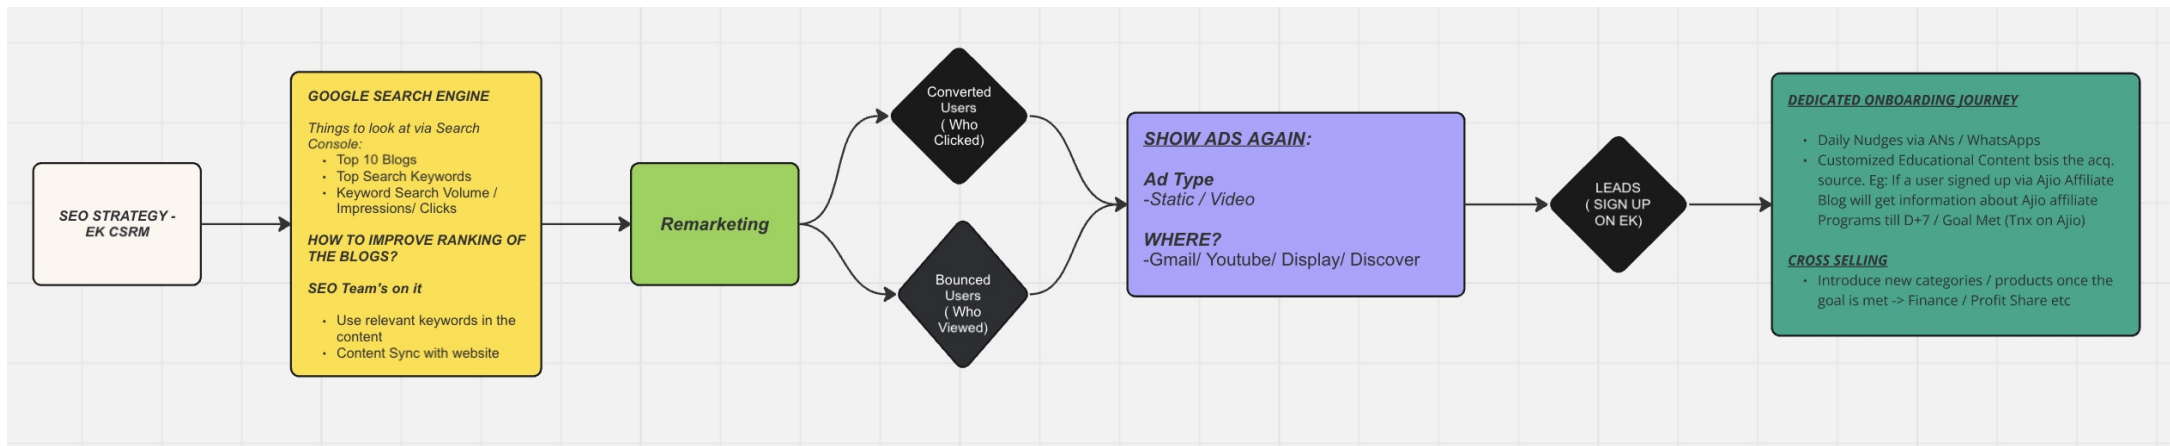 SEO STRATEGY -
EK CSRM
GOOGLE SEARCH ENGINE
Things to look at via Search
Console:
• Top 10 Blogs
• Top Search Keywords
• Keyword Search Volume /
Impressions/ Clicks
HOW TO IMPROVE RANKING OF
THE BLOGS?
SEO Team's on it
• Use relevant keywords in the
content
• Content Sync with website
Remarketing
Converted
Users
( Who
Clicked)
Bounced
Users
( Who
Viewed)
SHOW ADS AGAIN:
Ad Type
-Static / Video
WHERE?
-Gmail/ Youtube/ Display/ Discover
LEADS
( SIGN UP
ON EK)
DEDICATED ONBOARDING JOURNEY
• Daily Nudges via ANs / WhatsApps
• Customized Educational Content bsis the acq.
source. Eg: If a user signed up via Ajio Affiliate
Blog will get information about Ajio affiliate
Programs till D+7 / Goal Met (Tnx on Ajio)
CROSS SELLING
• Introduce new categories / products once the
goal is met -> Finance / Profit Share etc